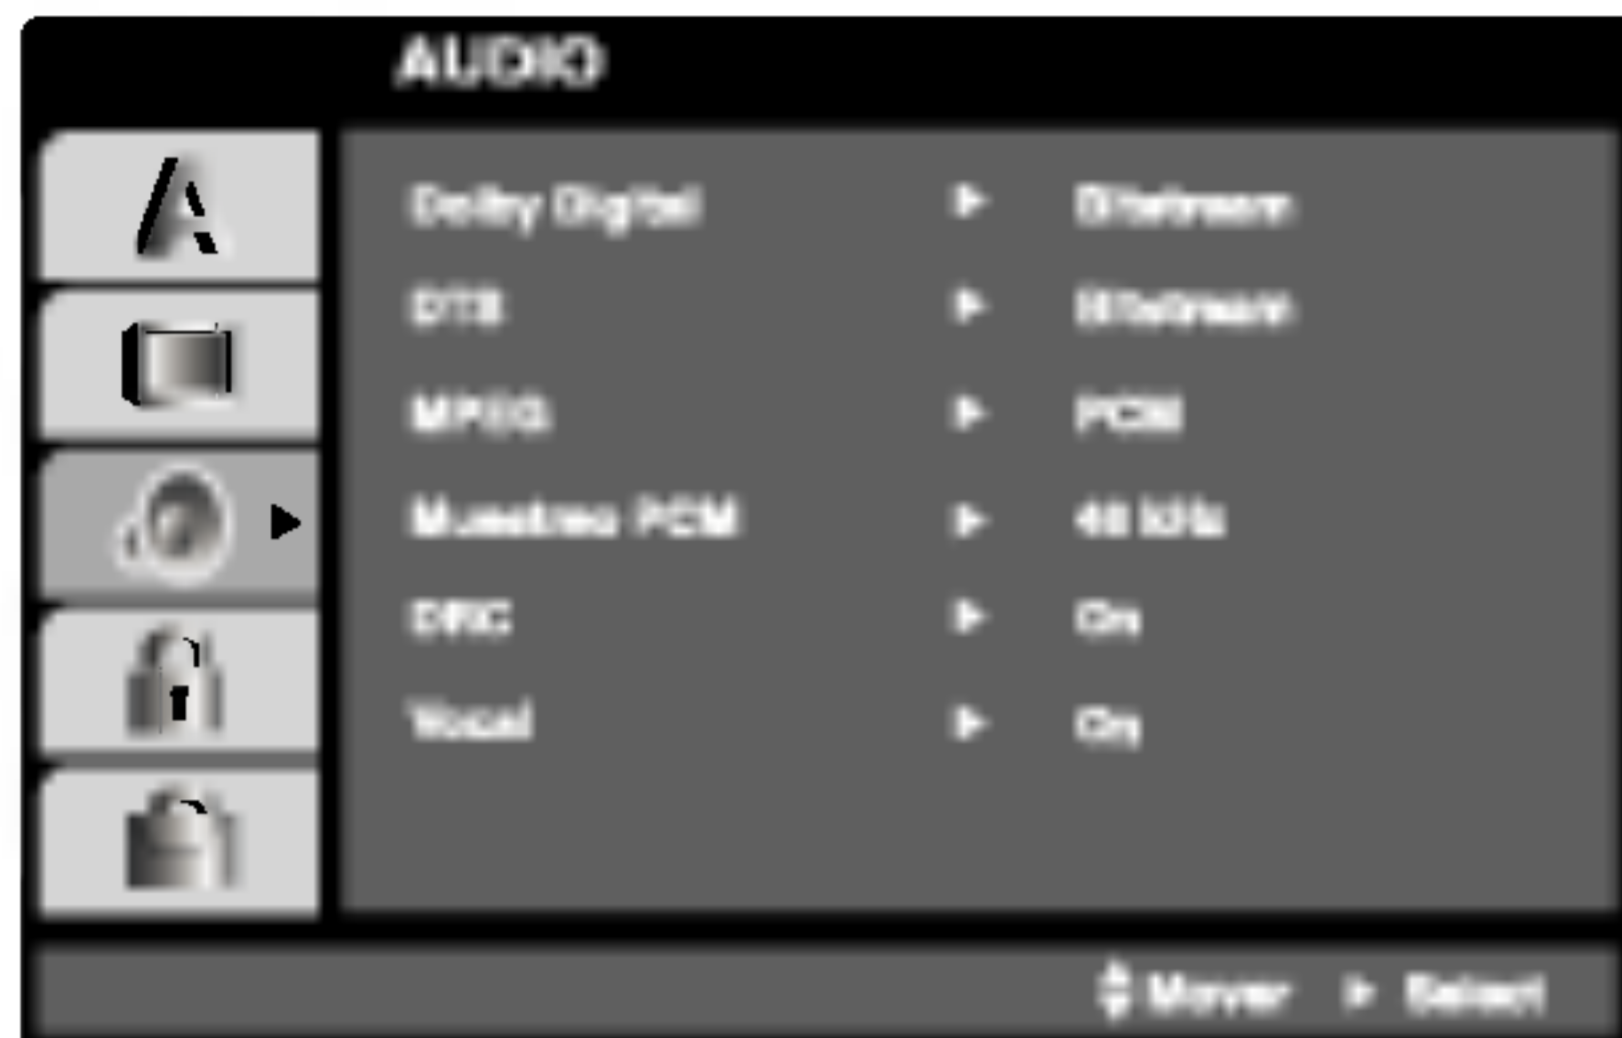 AUDIO
A
Dolby Digital Bitstream
DTS Bitstream
MPEG PCM
Muestreo PCM 48 kHz
DRC On
Vocal On
Mover Select